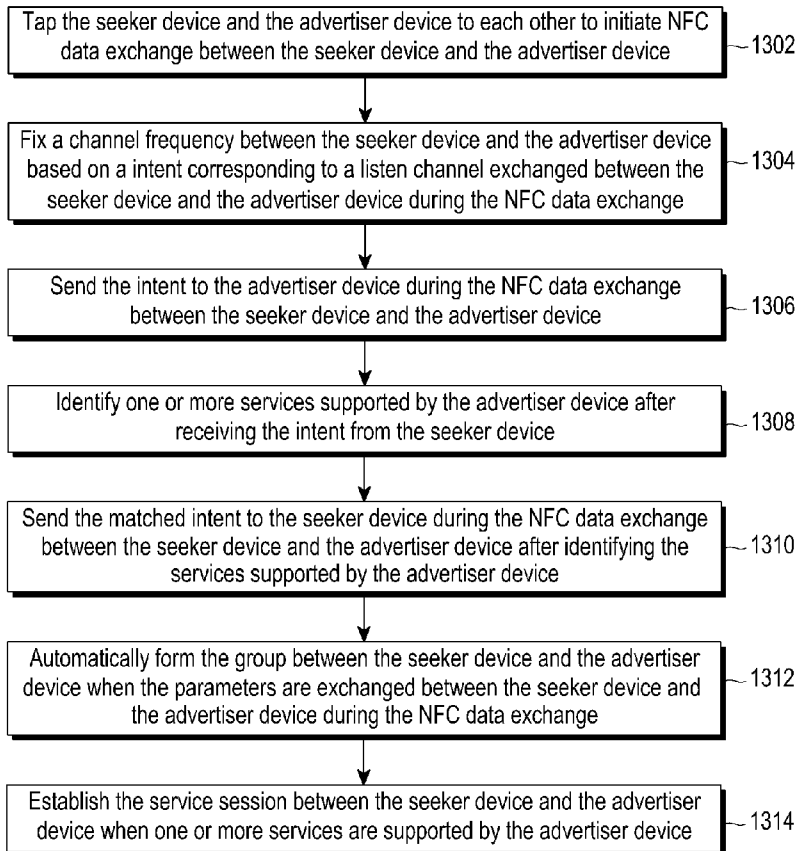 Tap the seeker device and the advertiser device to each other to initiate NFC
data exchange between the seeker device and the advertiser device
1302
Fix a channel frequency between the seeker device and the advertiser device
based on a intent corresponding to a listen channel exchanged between the
seeker device and the advertiser device during the NFC data exchange
1304
Send the intent to the advertiser device during the NFC data exchange
between the seeker device and the advertiser device
1306
Identify one or more services supported by the advertiser device after
receiving the intent from the seeker device
1308
Send the matched intent to the seeker device during the NFC data exchange
between the seeker device and the advertiser device after identifying the
services supported by the advertiser device
1310
Automatically form the group between the seeker device and the advertiser
device when the parameters are exchanged between the seeker device and
the advertiser device during the NFC data exchange
1312
Establish the service session between the seeker device and the advertiser
device when one or more services are supported by the advertiser device
1314